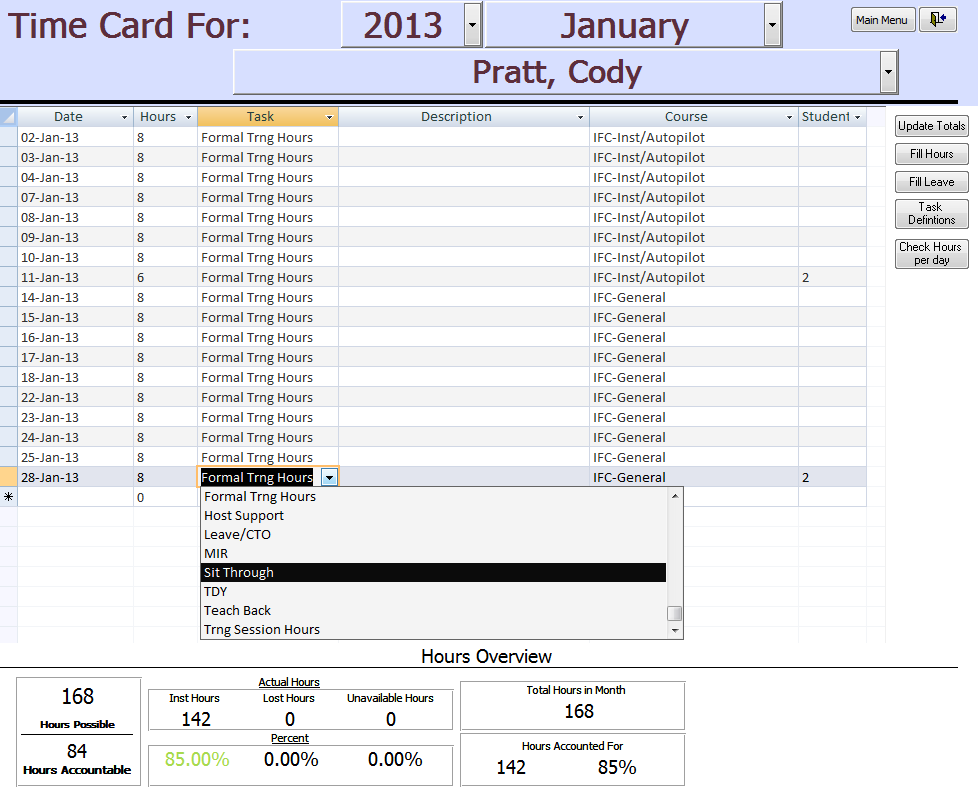 Time Card For: 2013 January Main Menu
Pratt, Cody
Date Hours Task Description Course Student
02-Jan-13 8 Formal Trng Hours IFC-Inst/Autopilot
03-Jan-13 8 Formal Trng Hours IFC-Inst/Autopilot
04-Jan-13 8 Formal Trng Hours IFC-Inst/Autopilot
07-Jan-13 8 Formal Trng Hours IFC-Inst/Autopilot
08-Jan-13 8 Formal Trng Hours IFC-Inst/Autopilot
09-Jan-13 8 Formal Trng Hours IFC-Inst/Autopilot
10-Jan-13 8 Formal Trng Hours IFC-Inst/Autopilot
11-Jan-13 6 Formal Trng Hours IFC-Inst/Autopilot 2
14-Jan-13 8 Formal Trng Hours IFC-General
15-Jan-13 8 Formal Trng Hours IFC-General
16-Jan-13 8 Formal Trng Hours IFC-General
17-Jan-13 8 Formal Trng Hours IFC-General
18-Jan-13 8 Formal Trng Hours IFC-General
22-Jan-13 8 Formal Trng Hours IFC-General
23-Jan-13 8 Formal Trng Hours IFC-General
24-Jan-13 8 Formal Trng Hours IFC-General
25-Jan-13 8 Formal Trng Hours IFC-General
28-Jan-13 8 Formal Trng Hours IFC-General 2
0
Formal Trng Hours
Host Support
Leave/CTO
MIR
Sit Through
TDY
Teach Back
Trng Session Hours
Update Totals
Fill Hours
Fill Leave
Task
Defintions
Check Hours
per day
Hours Overview
168
Hours Possible
84
Hours Accountable
Actual Hours
Inst Hours Lost Hours Unavailable Hours
142 0 0
Percent
85.00% 0.00% 0.00%
Total Hours in Month
168
Hours Accounted For
142 85%